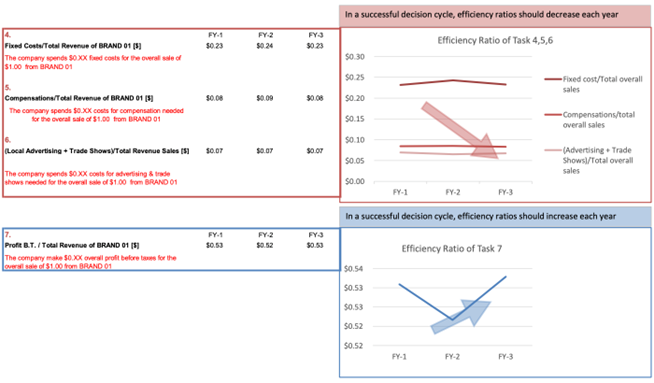 In a successful decision cycle, efficiency ratios should decrease each year
4.
FY-1 FY-2 FY-3
Fixed Costs/Total Revenue of BRAND 01 [$] $0.23 $0.24 $0.23
The company spends $0.XX fixed costs for the overall sale of
$1.00 from BRAND 01
5.
Compensations/Total Revenue of BRAND 01 [$] $0.08 $0.09 $0.08
The company spends $0.XX costs for compensation needed
for the overall sale of $1.00 from BRAND 01
6.
(Local Advertising + Trade Shows)/Total Revenue Sales [$] $0.07 $0.07 $0.07
The company spends $0.XX costs for advertising & trade
shows needed for the overall sale of $1.00 from BRAND 01
Efficiency Ratio of Task 4,5,6
$0.30
$0.25
$0.20
$0.15
$0.10
$0.05
$0.00
FY-1 FY-2 FY-3
Fixed cost/Total overall
sales
Compensations/total
overall sales
(Advertising + Trade
Shows)/Total overall
sales
In a successful decision cycle, efficiency ratios should increase each year
7.
FY-1 FY-2 FY-3
Profit B.T. / Total Revenue of BRAND 01 [$] $0.53 $0.52 $0.53
The company make $0.XX overall profit before taxes for the
overall sale of $1.00 from BRAND 01
Efficiency Ratio of Task 7
$0.54
$0.53
$0.53
$0.52
$0.52
FY-1 FY-2 FY-3